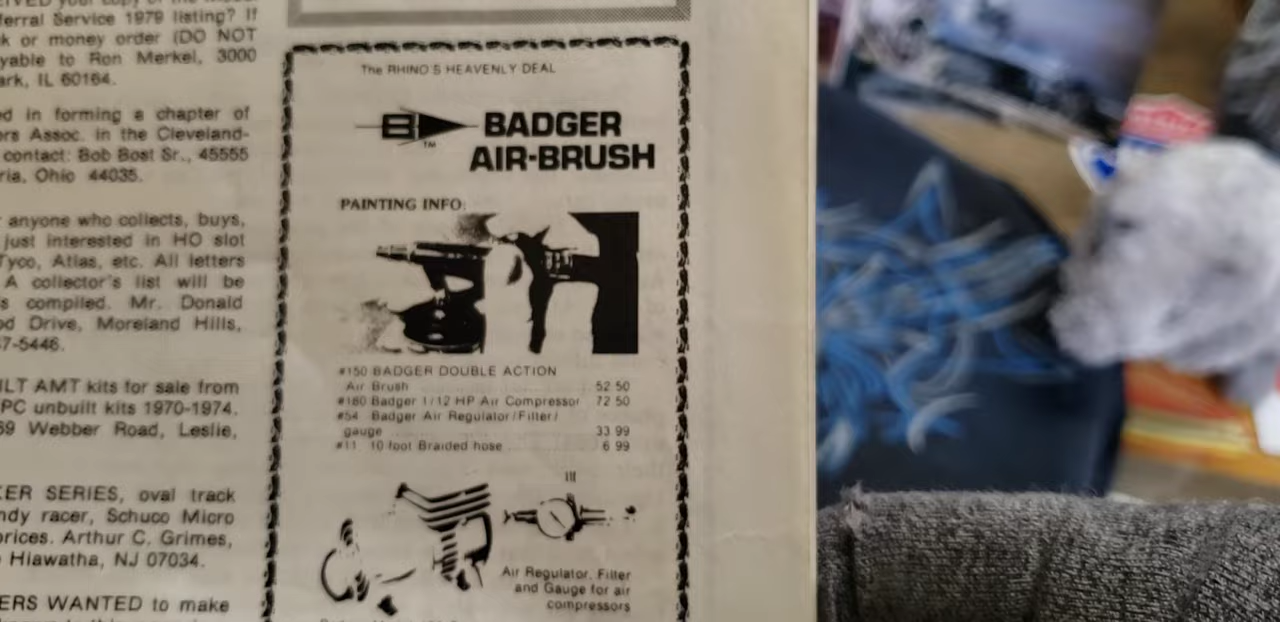 ferral Service 1979 listing? If
k or money order (DO NOT
yable to Ron Merkel, 3000
ark, IL 60164.
ed in forming a chapter of
ors Assoc. in the Cleveland-
contact: Bob Bost Sr., 45555
ria, Ohio 44035.
anyone who collects, buys,
just interested in HO slot
Tyco, Atlas, etc. All letters
A collector's list will be
s compiled. Mr. Donald
od Drive, Moreland Hills,
7-5446.
ILT AMT kits for sale from
PC unbuilt kits 1970-1974.
69 Webber Road, Leslie,
KER SERIES, oval track
ndy racer, Schuco Micro
prices. Arthur C. Grimes,
Hiawatha, NJ 07034.
ERS WANTED to make
The RHINO'S HEAVENLY DEAL
B TM
BADGER
AIR-BRUSH
PAINTING INFO:
#150 BADGER DOUBLE ACTION
Air Brush 52 50
#180 Badger 1/12 HP Air Compressor 72 50
#54 Badger Air Regulator/Filter/
gauge 33 99
#11 10 foot Braided hose 6 99
Air Regulator, Filter
and Gauge for air
compressors